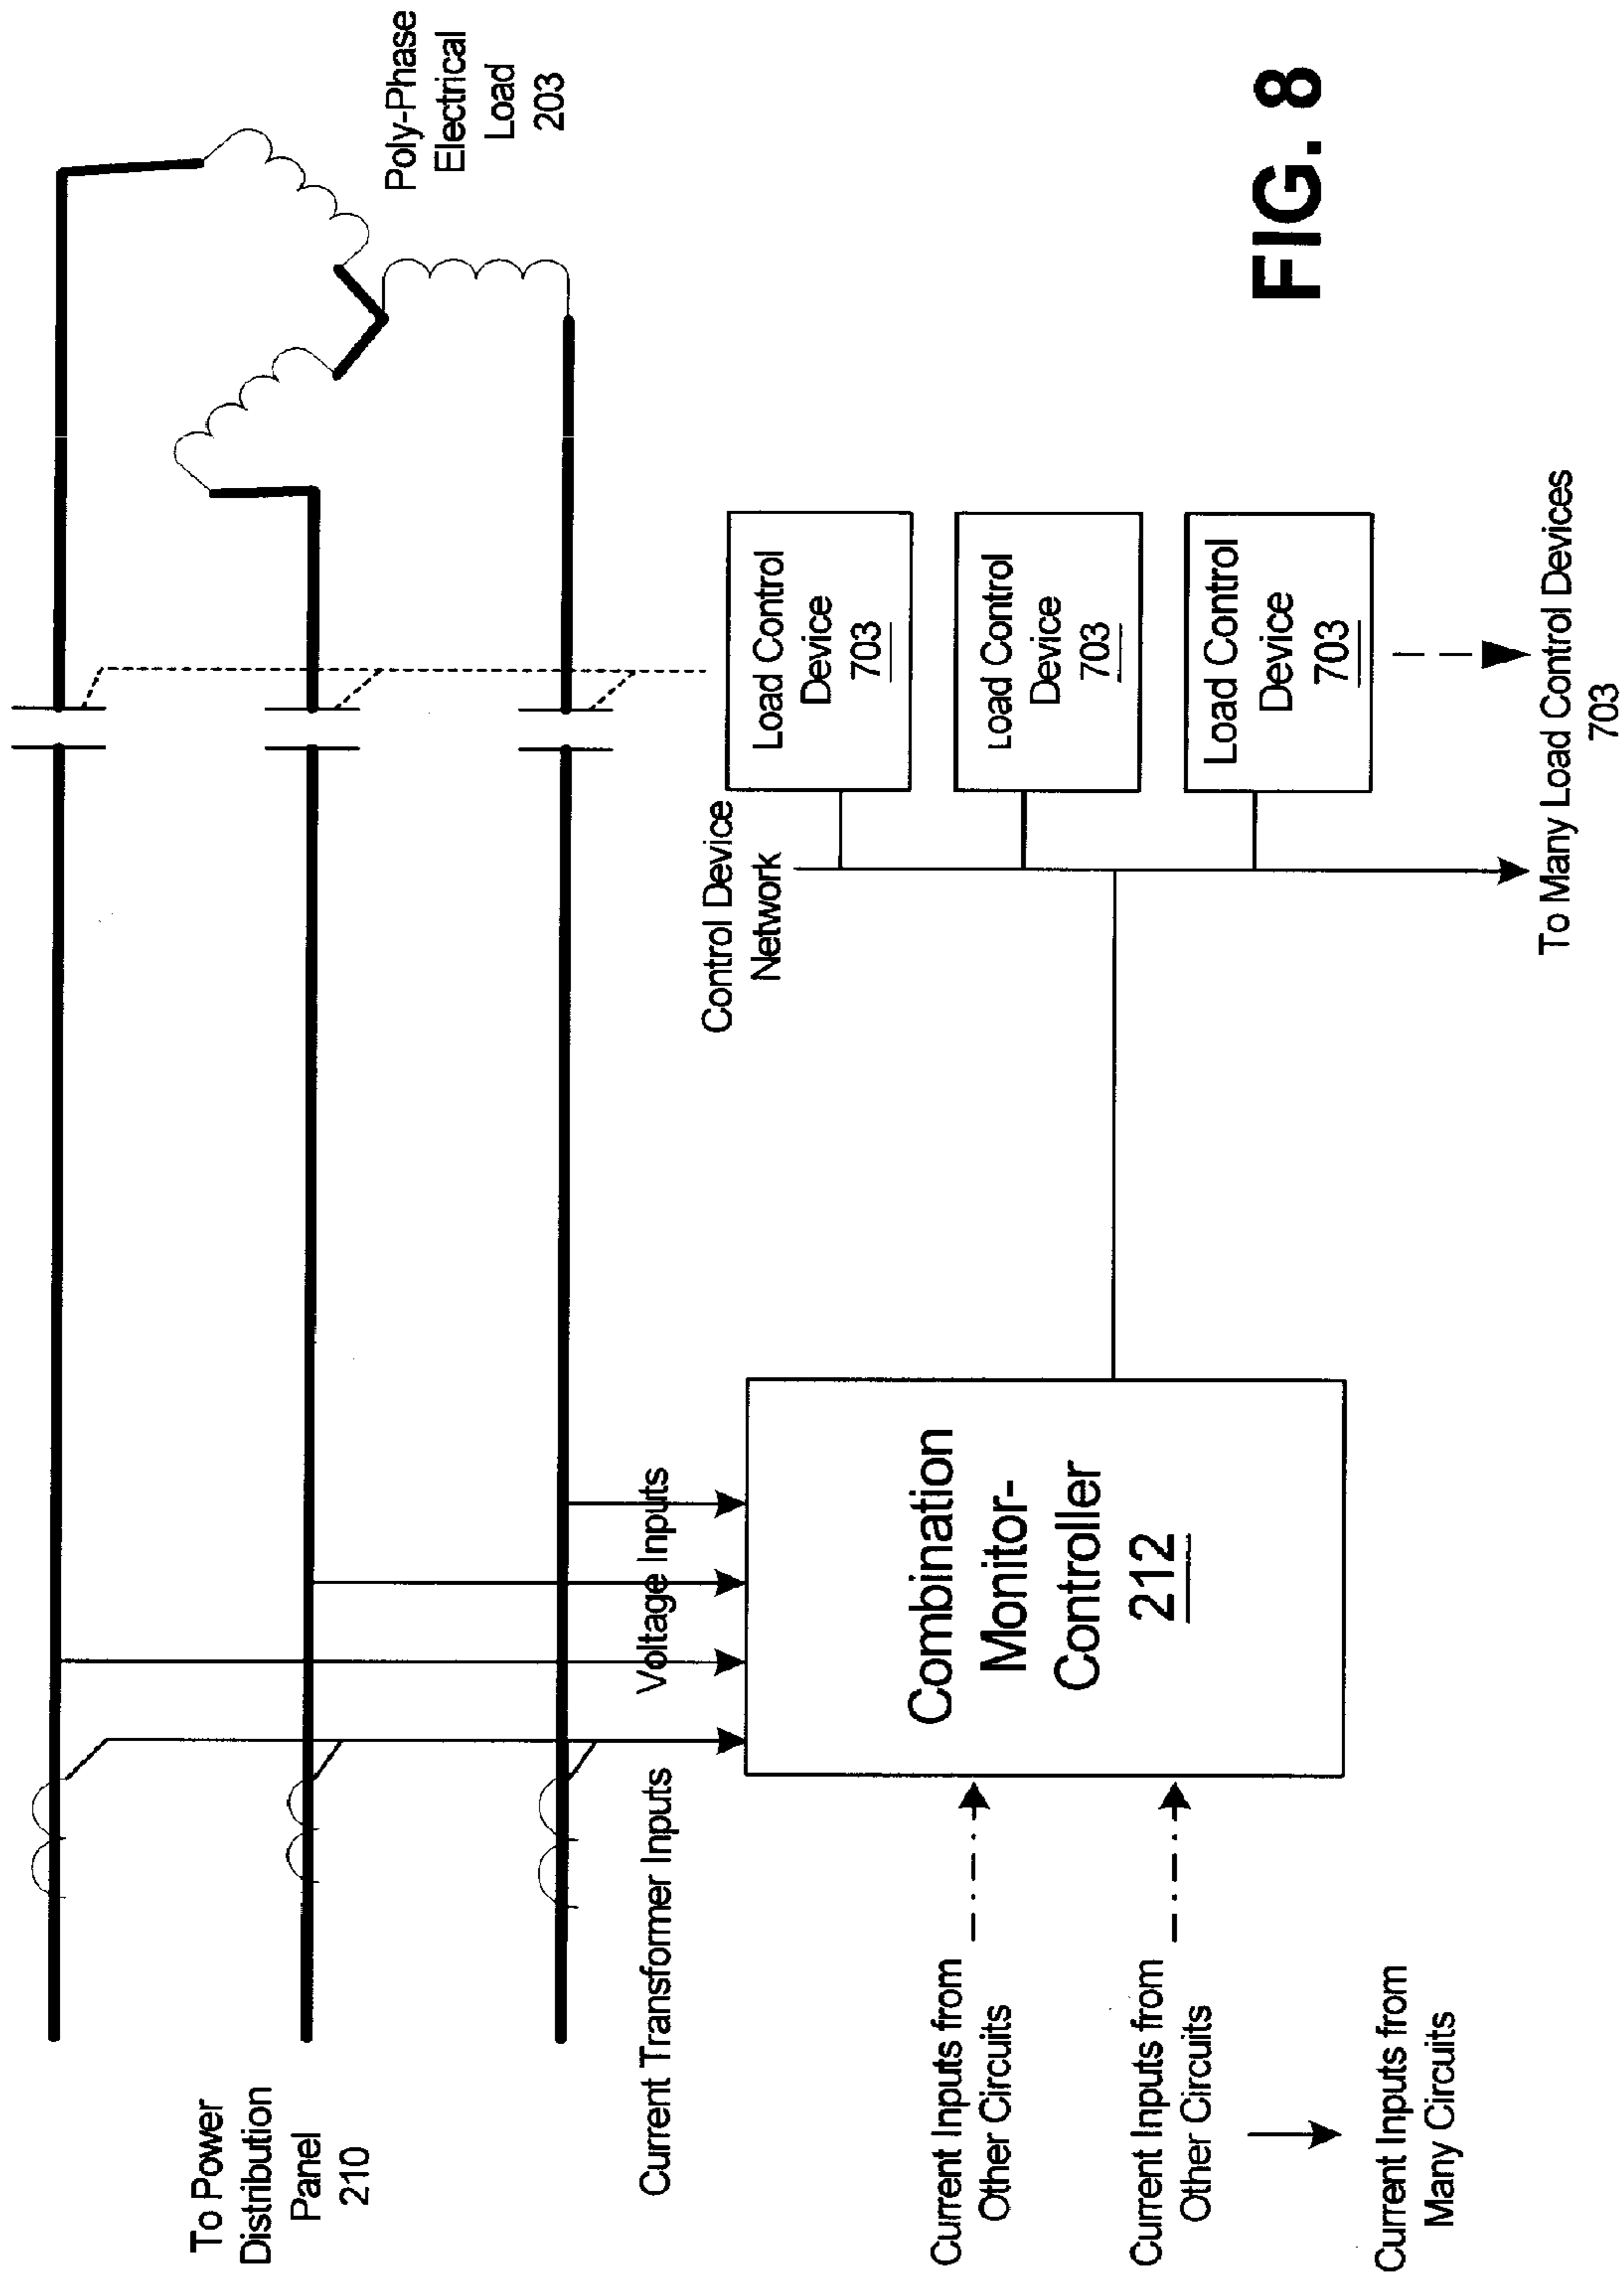 Poly-Phase
Electrical
Load
203
To Power
Distribution
Panel
210
Current Transformer Inputs
Voltage Inputs
Control Device
Network
Load Control
Device
703
Load Control
Device
703
Load Control
Device
703
To Many Load Control Devices
703
Combination
Monitor-
Controller
212
Current Inputs from
Other Circuits
Current Inputs from
Other Circuits
Current Inputs from
Many Circuits
FIG. 8